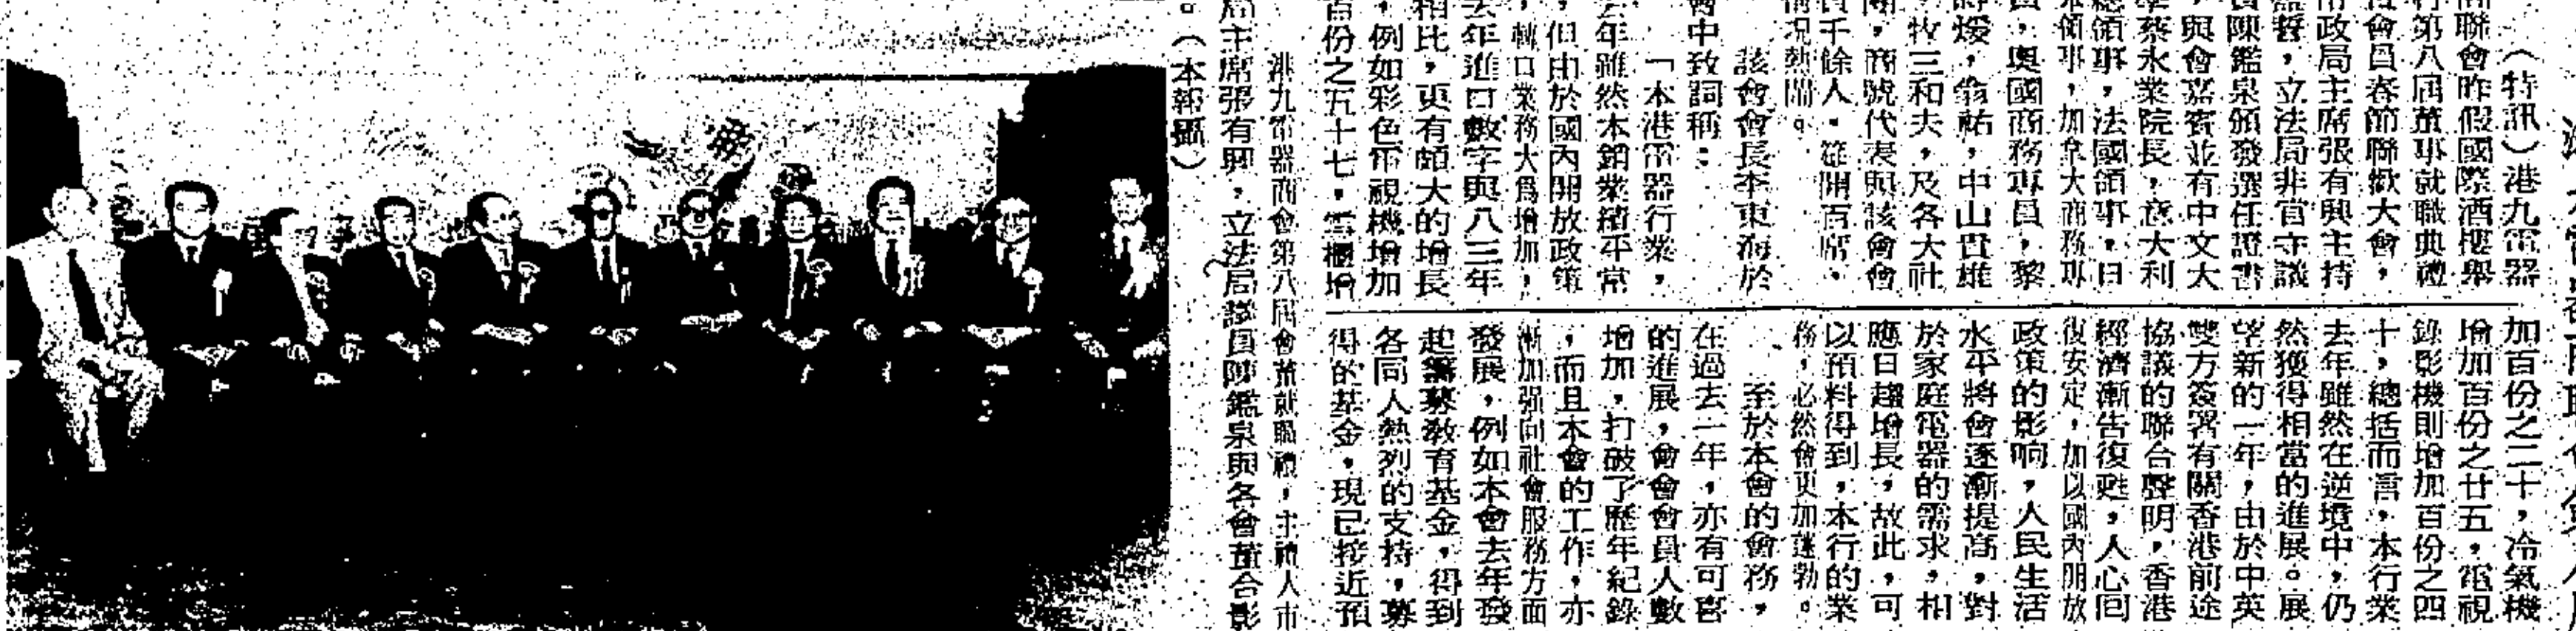 （特訊）港九電器
商聯會昨假國際酒樓舉
行第八屆董事就職典禮
會員春節聯歡大會，
市政局主席張有興主持
監誓，立法局非官守議
員陳鑑泉頒發選任證書
，與會嘉賓並有中文大
學蔡永業院長，意大利
總領事，法國領事，日
本領事，加拿大商務專
員，奧國商務專員，黎
時煖，翁祐，中山貴雄
，牧三和夫，及各大社
團，商號代表與該會會
員千餘人，筵開百席，
情况熱鬧。
該會會長李東海於
會中致詞稱：
「本港電器行業，
去年雖然本銷業績平常
，但由於國內開放政策
，轉口業務大爲增加，
去年進口數字與八三年
相比，更有頗大的增長
，例如彩色電視機增加
百份之五十七，雪櫃增
加百份之二十，冷氣機
增加百份之廿五，電視
錄影機則增加百份之四
十，總括而言，本行業
去年雖然在逆境中，仍
然獲得相當的進展。展
望新的一年，由於中英
雙方簽署有關香港前途
協議的聯合聲明，香港
經濟漸告復甦，人心回
復安定，加以國內開放
政策的影响，人民生活
水平將會逐漸提高，對
於家庭電器的需求，相
應日趨增長，故此，可
以預料得到，本行的業
務，必然會更加蓬勃。
至於本會的會務，
在過去一年，亦有可喜
的進展，會會員人數
增加，打破了歷年紀錄
，而且本會的工作，亦
漸加强向社會服務方面
發展，例如本會去年發
起籌募敎育基金，得到
各同人熱烈的支持，募
得的基金，現已接近預
港九電器商會第八屆會董就職禮，主禮人市
局主席張有興，立法局議員陳鑑泉與各會董合影
。（本報攝）